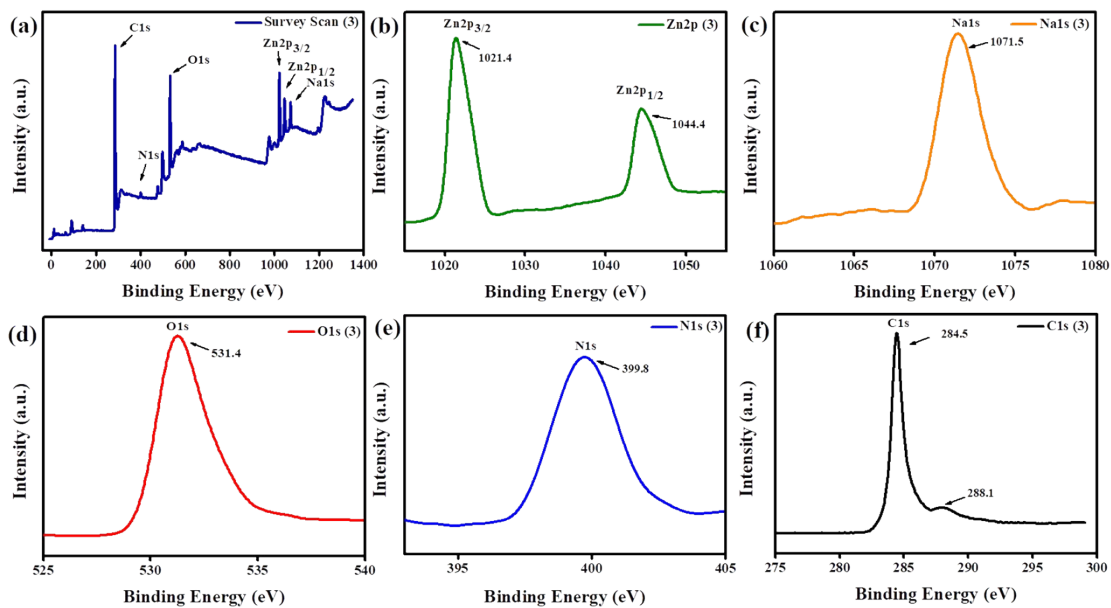 (a)
Survey Scan (3)
C1s
O1s
N1s
Zn2p3/2
Zn2p1/2
Na1s
Intensity (a.u.)
0 200 400 600 800 1000 1200 1400
Binding Energy (eV)
(b)
Zn2p (3)
Zn2p3/2
1021.4
Zn2p1/2
1044.4
Intensity (a.u.)
1020 1030 1040 1050
Binding Energy (eV)
(c)
Na1s (3)
Na1s
1071.5
Intensity (a.u.)
1060 1065 1070 1075 1080
Binding Energy (eV)
(d)
O1s (3)
O1s
531.4
Intensity (a.u.)
525 530 535 540
Binding Energy (eV)
(e)
N1s (3)
N1s
399.8
Intensity (a.u.)
395 400 405
Binding Energy (eV)
(f)
C1s (3)
C1s
284.5
288.1
Intensity (a.u.)
275 280 285 290 295 300
Binding Energy (eV)